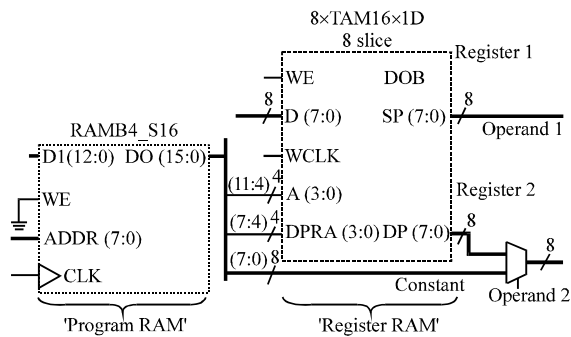 8×TAM16×1D
8 slice
Register 1
WE
DOB
8
D (7:0)
SP (7:0)
8
Operand 1
RAMB4_S16
D1(12:0)
DO (15:0)
WCLK
(11:4)
4
A (3:0)
Register 2
WE
(7:4)
4
DPRA (3:0)
DP (7:0)
8
ADDR (7:0)
(7:0)
8
8
CLK
Constant
Operand 2
'Program RAM'
'Register RAM'